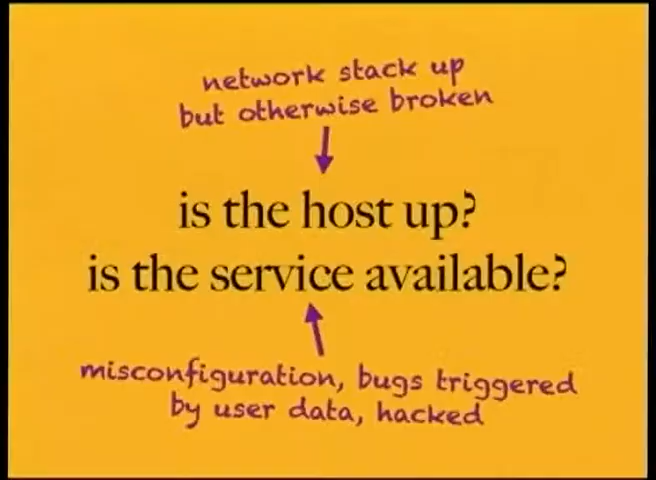 network stack up
but otherwise broken
is the host up?
is the service available?
misconfiguration, bugs triggered
by user data, hacked